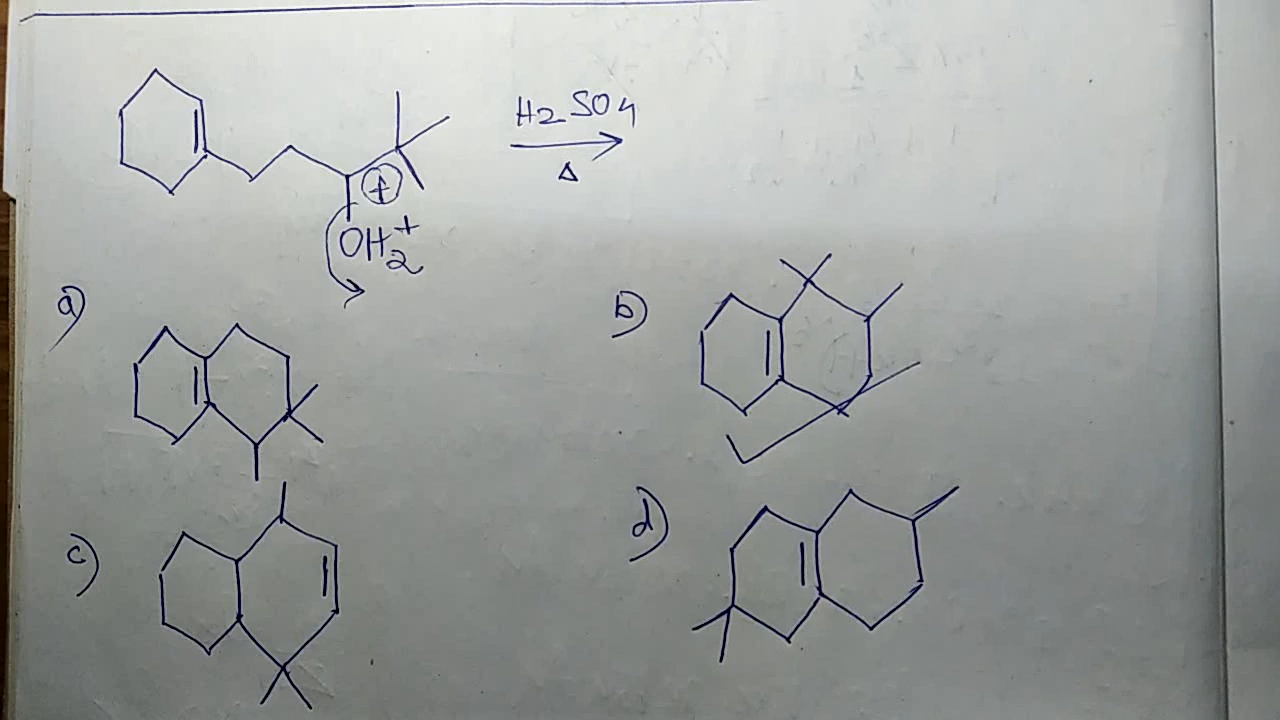 H2SO4
Δ
+
OH2+
a)
b)
c)
d)